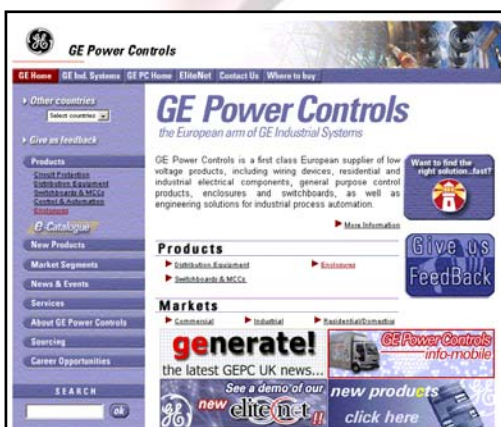 GE Power Controls
GE Home GE Ind. Systems GE PC Home EliteNet Contact Us Where to buy
Other countries
Select countries
Give us feedback
Products
Circuit Protection
Distribution Equipment
Switchboards & MCCs
Control & Automation
Enclosures
e-Catalogue
New Products
Market Segments
News & Events
Services
About GE Power Controls
Sourcing
Career Opportunities
SEARCH
ok
GE Power Controls
the European arm of GE Industrial Systems
GE Power Controls is a first class European supplier of low
voltage products, including wiring devices, residential and
industrial electrical components, general purpose control
products, enclosures and switchboards, as well as
engineering solutions for industrial process automation.
More Information
Products
Distribution Equipment Enclosures
Switchboards & MCCs
Markets
Commercial Industrial Residential/Domestic
Want to find the
right solution...fast?
Give us
FeedBack
generate!
the latest GEPC UK news...
GE Power Controls
info-mobile
See a demo of our
new elitenet !!
new products
click here